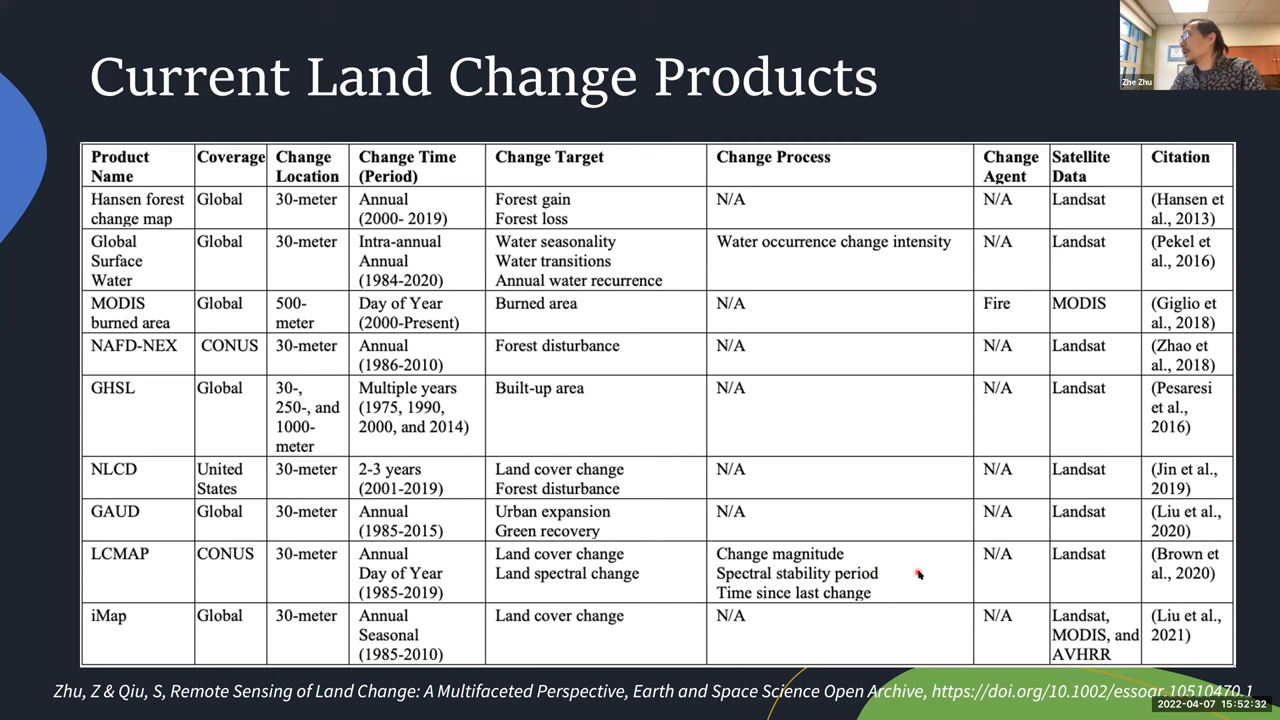 Current Land Change Products
Zhe Zhu
Product Name | Coverage | Change Location | Change Time (Period) | Change Target | Change Process | Change Agent | Satellite Data | Citation
Hansen forest change map | Global | 30-meter | Annual (2000- 2019) | Forest gain Forest loss | N/A | N/A | Landsat | (Hansen et al., 2013)
Global Surface Water | Global | 30-meter | Intra-annual Annual (1984-2020) | Water seasonality Water transitions Annual water recurrence | Water occurrence change intensity | N/A | Landsat | (Pekel et al., 2016)
MODIS burned area | Global | 500-meter | Day of Year (2000-Present) | Burned area | N/A | Fire | MODIS | (Giglio et al., 2018)
NAFD-NEX | CONUS | 30-meter | Annual (1986-2010) | Forest disturbance | N/A | N/A | Landsat | (Zhao et al., 2018)
GHSL | Global | 30-, 250-, and 1000-meter | Multiple years (1975, 1990, 2000, and 2014) | Built-up area | N/A | N/A | Landsat | (Pesaresi et al., 2016)
NLCD | United States | 30-meter | 2-3 years (2001-2019) | Land cover change Forest disturbance | N/A | N/A | Landsat | (Jin et al., 2019)
GAUD | Global | 30-meter | Annual (1985-2015) | Urban expansion Green recovery | N/A | N/A | Landsat | (Liu et al., 2020)
LCMAP | CONUS | 30-meter | Annual Day of Year (1985-2019) | Land cover change Land spectral change | Change magnitude Spectral stability period Time since last change | N/A | Landsat | (Brown et al., 2020)
iMap | Global | 30-meter | Annual Seasonal (1985-2010) | Land cover change | N/A | N/A | Landsat, MODIS, and AVHRR | (Liu et al., 2021)
Zhu, Z & Qiu, S, Remote Sensing of Land Change: A Multifaceted Perspective, Earth and Space Science Open Archive, https://doi.org/10.1002/essoar.10510470.1
2022-04-07 15:52:32